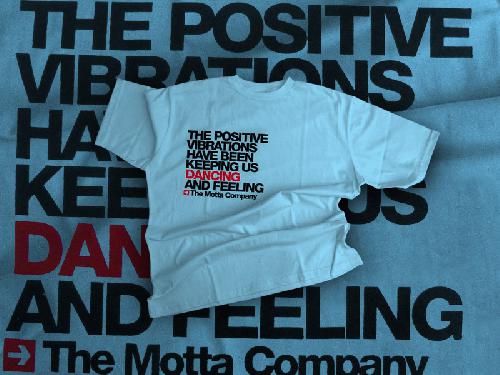 THE POSITIVE
VIBRATIONS
HAVE BEEN
KEEPING US
DANCING
AND FEELING
The Motta Company
THE POSITIVE
VIBRATIONS
HA
KEE US
DAN
AND FEELING
The Motta Company